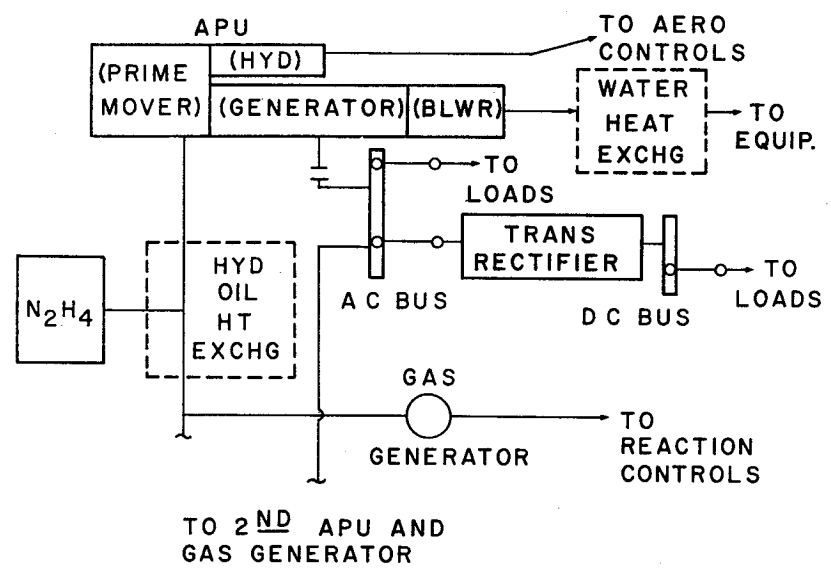 APU
(PRIME
MOVER)
(HYD)
(GENERATOR)
(BLWR)
TO AERO
CONTROLS
WATER
HEAT
EXCHG
TO
EQUIP.
TO
LOADS
TRANS
RECTIFIER
A C BUS
D C BUS
TO
LOADS
N2H4
HYD
OIL
HT
EXCHG
GAS
GENERATOR
TO
REACTION
CONTROLS
TO 2ND APU AND
GAS GENERATOR